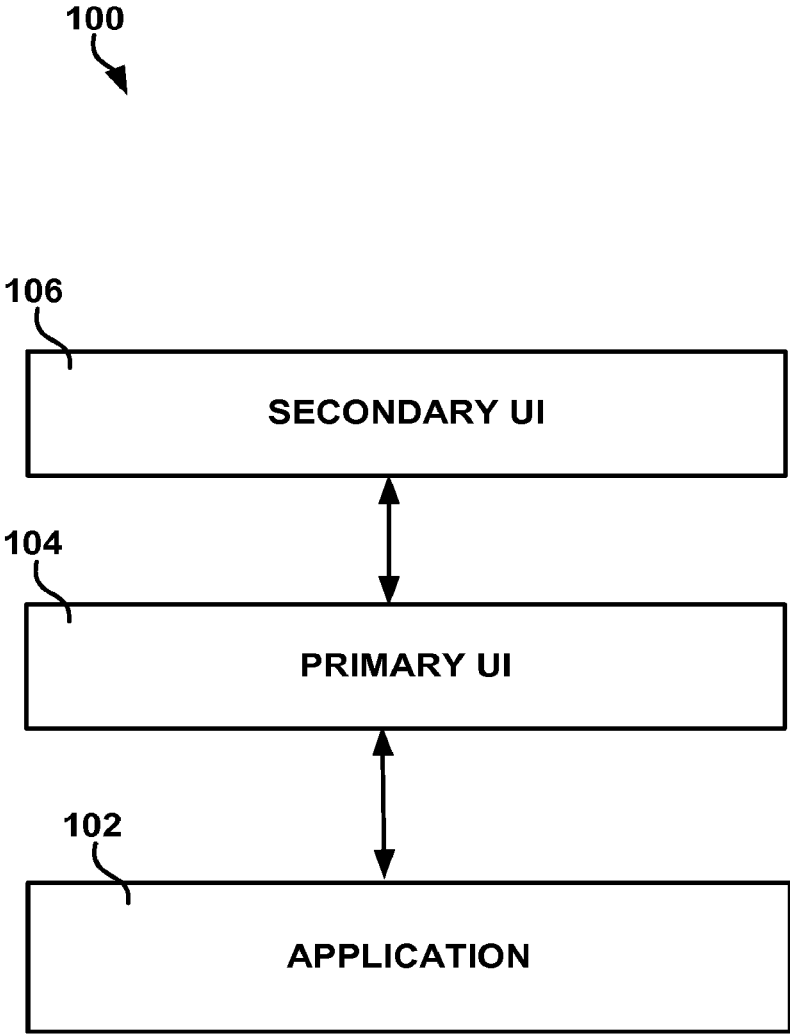 100
106
SECONDARY UI
104
PRIMARY UI
102
APPLICATION